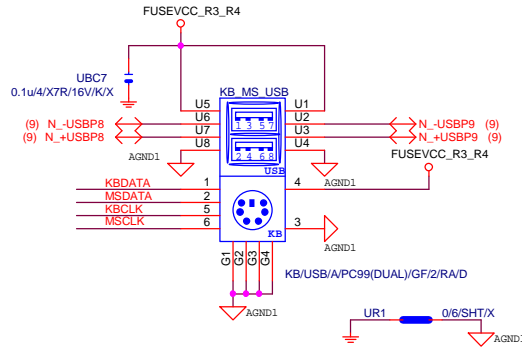 FUSEVCC_R3_R4
UBC7
0.1u/4/X7R/16V/K/X
KB_MS_USB
U5 U1
U6 U2
U7 U3
U8 U4
1 3 5 7
2 4 6 8
USB
(9) N_-USBP8
(9) N_+USBP8
N_-USBP9 (9)
N_+USBP9 (9)
AGND1
AGND1
FUSEVCC_R3_R4
KBDATA 1
MSDATA 2
KBCLK 5
MSCLK 6
4
3
KB
AGND1
G1 G2 G3 G4
AGND1
KB/USB/A/PC99(DUAL)/GF/2/RA/D
UR1 0/6/SHT/X
AGND1